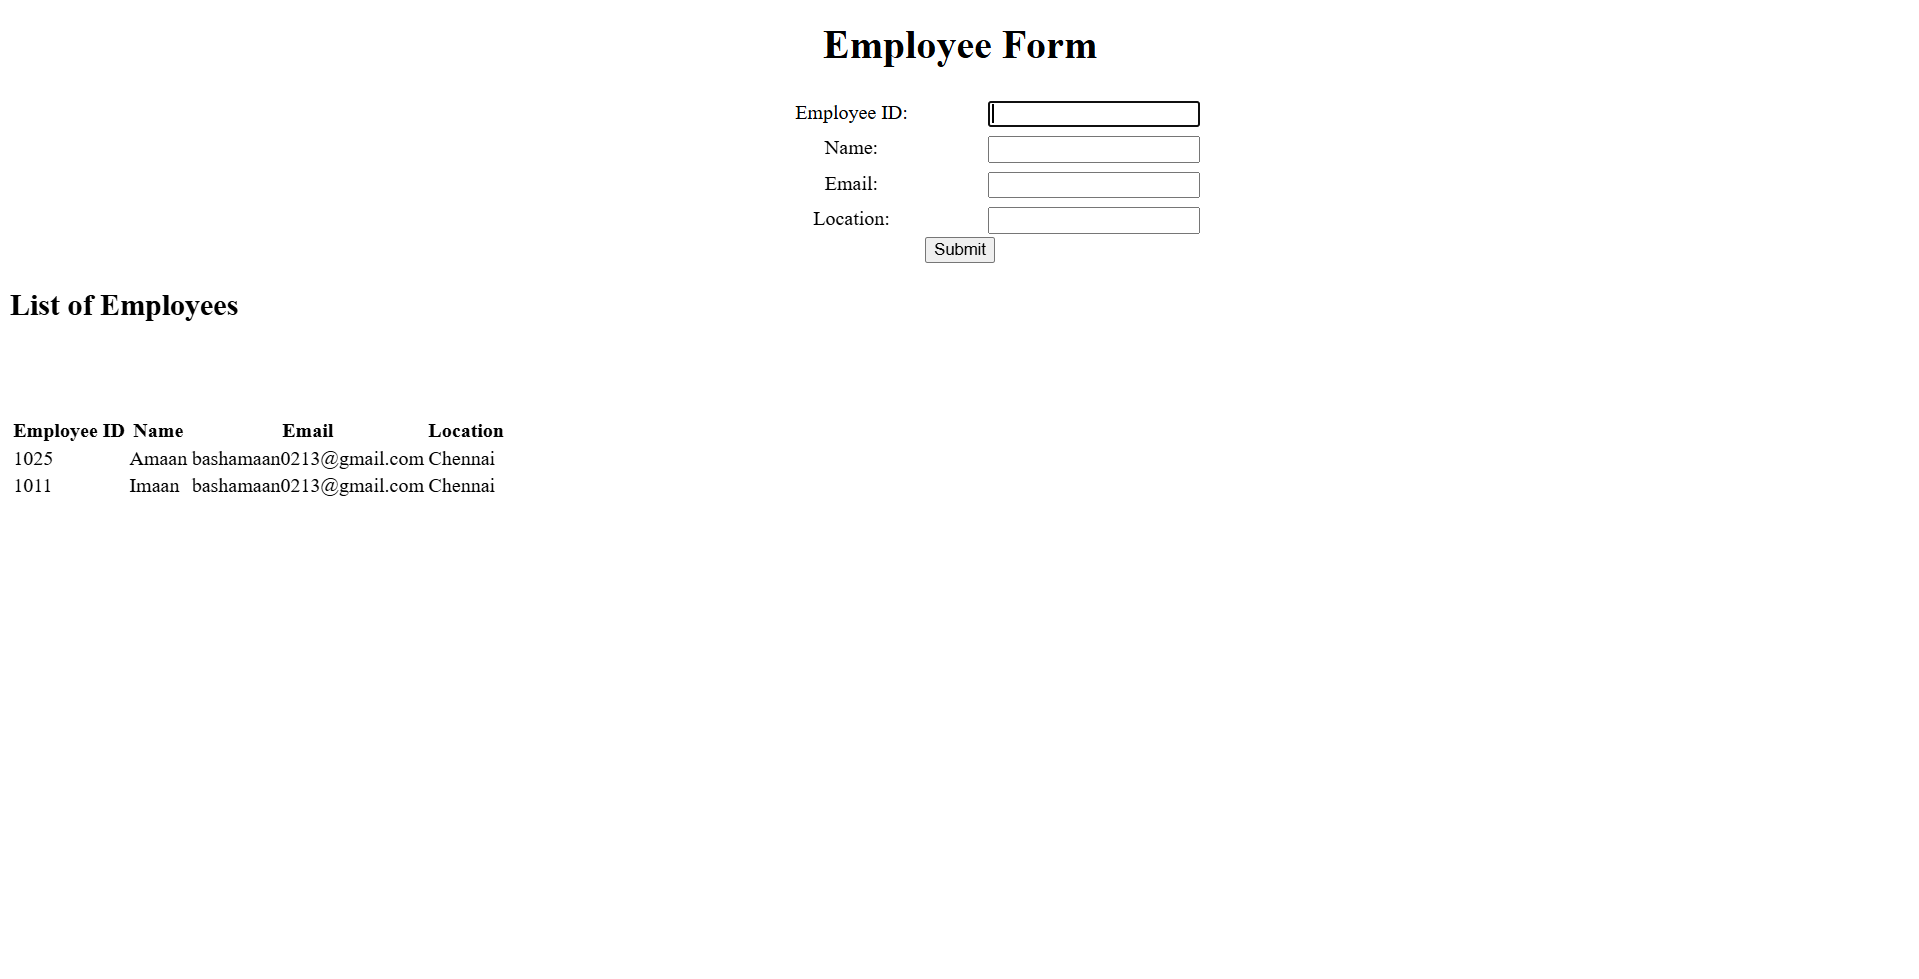 Employee Form
Employee ID:
Name:
Email:
Location:
Submit
List of Employees
Employee ID Name Email Location
1025 Amaan bashamaan0213@gmail.com Chennai
1011 Imaan bashamaan0213@gmail.com Chennai